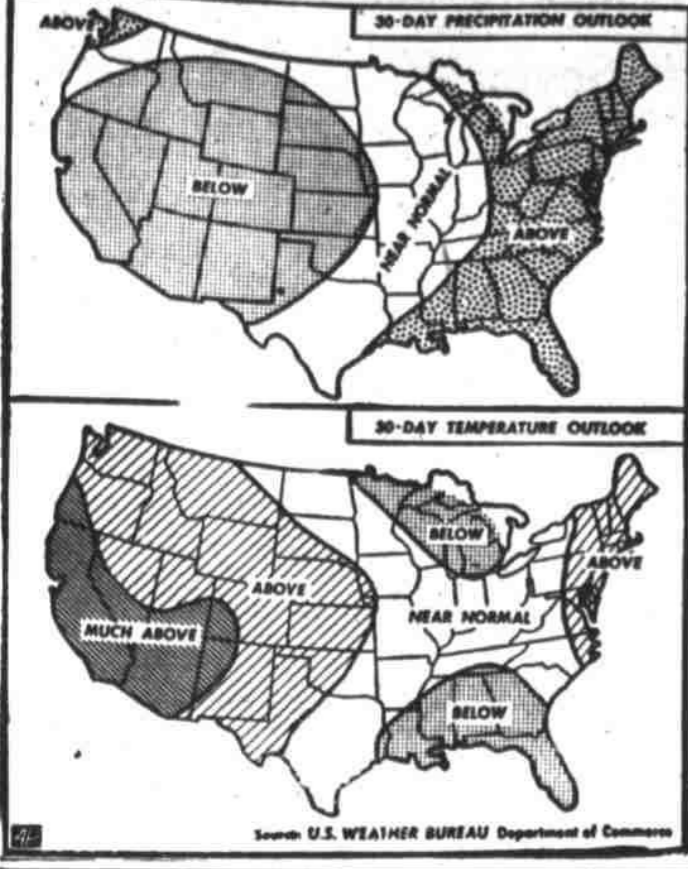 30-DAY PRECIPITATION OUTLOOK
ABOVE
BELOW
NEAR NORMAL
ABOVE
30-DAY TEMPERATURE OUTLOOK
BELOW
ABOVE
ABOVE
NEAR NORMAL
MUCH ABOVE
BELOW
Source: U.S. WEATHER BUREAU Department of Commerce